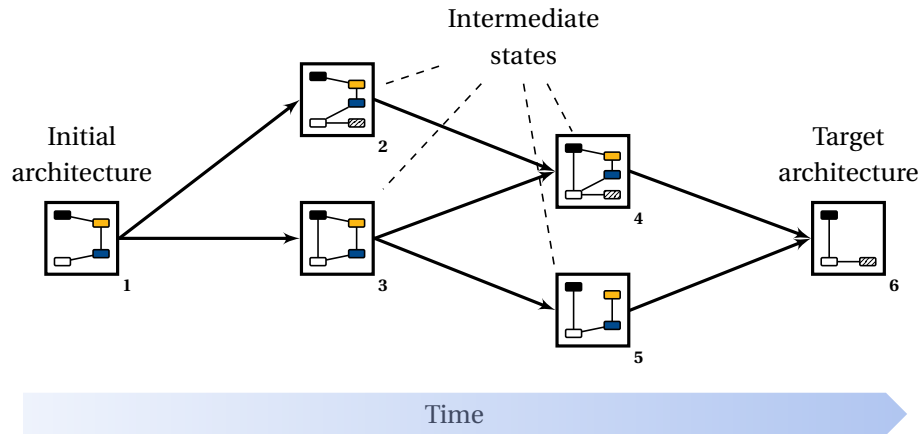 Intermediate
states
Initial
architecture
Target
architecture
2
4
1
3
6
5
Time